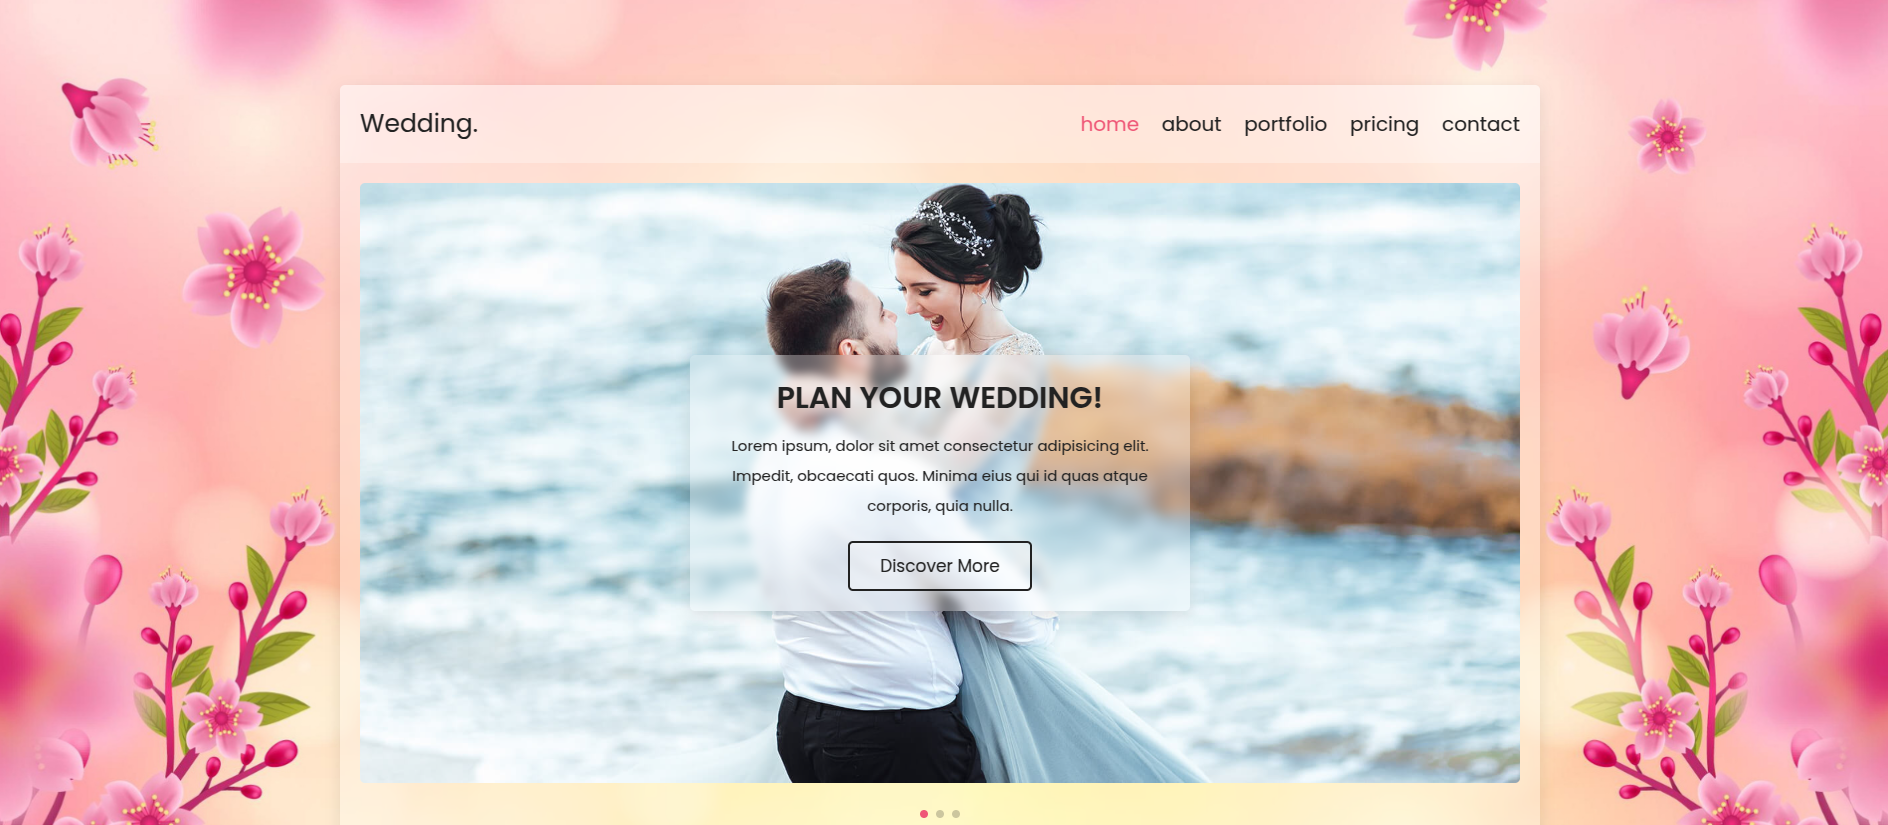 Wedding.
home about portfolio pricing contact
PLAN YOUR WEDDING!
Lorem ipsum, dolor sit amet consectetur adipisicing elit.
Impedit, obcaecati quos. Minima eius qui id quas atque
corporis, quia nulla.
Discover More